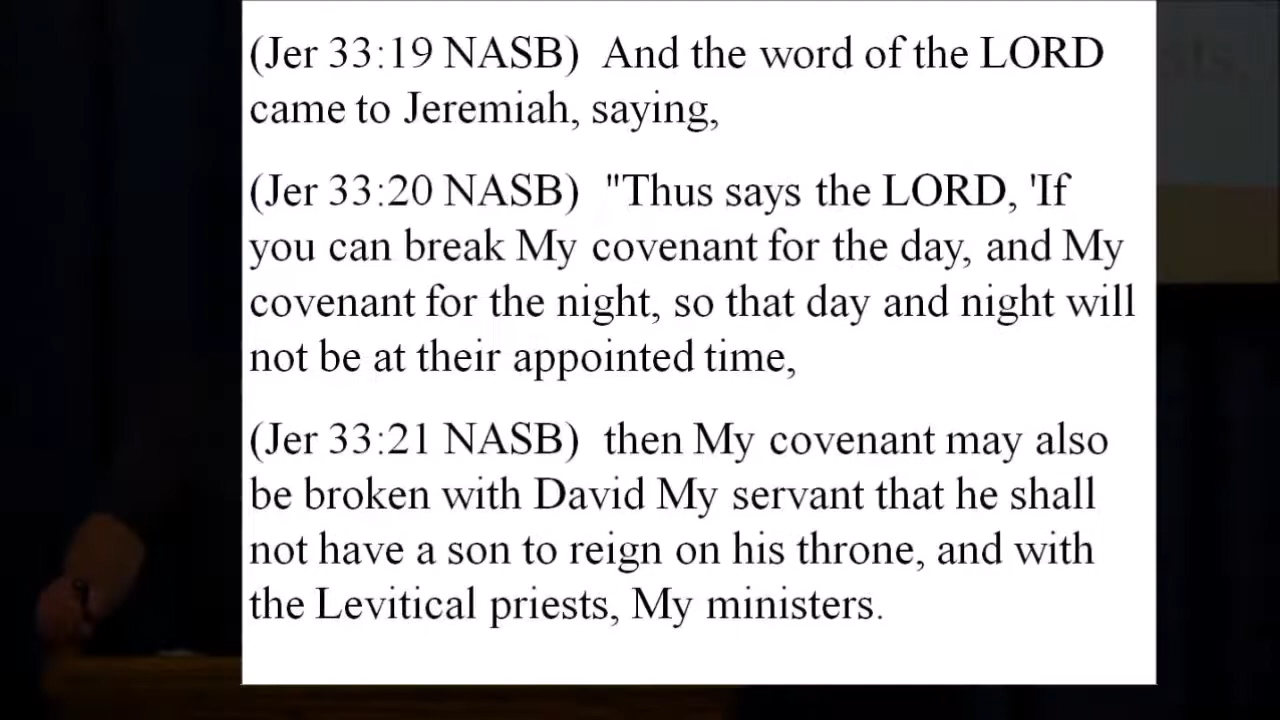 (Jer 33:19 NASB)  And the word of the LORD
came to Jeremiah, saying,
(Jer 33:20 NASB)  "Thus says the LORD, 'If
you can break My covenant for the day, and My
covenant for the night, so that day and night will
not be at their appointed time,
(Jer 33:21 NASB)  then My covenant may also
be broken with David My servant that he shall
not have a son to reign on his throne, and with
the Levitical priests, My ministers.